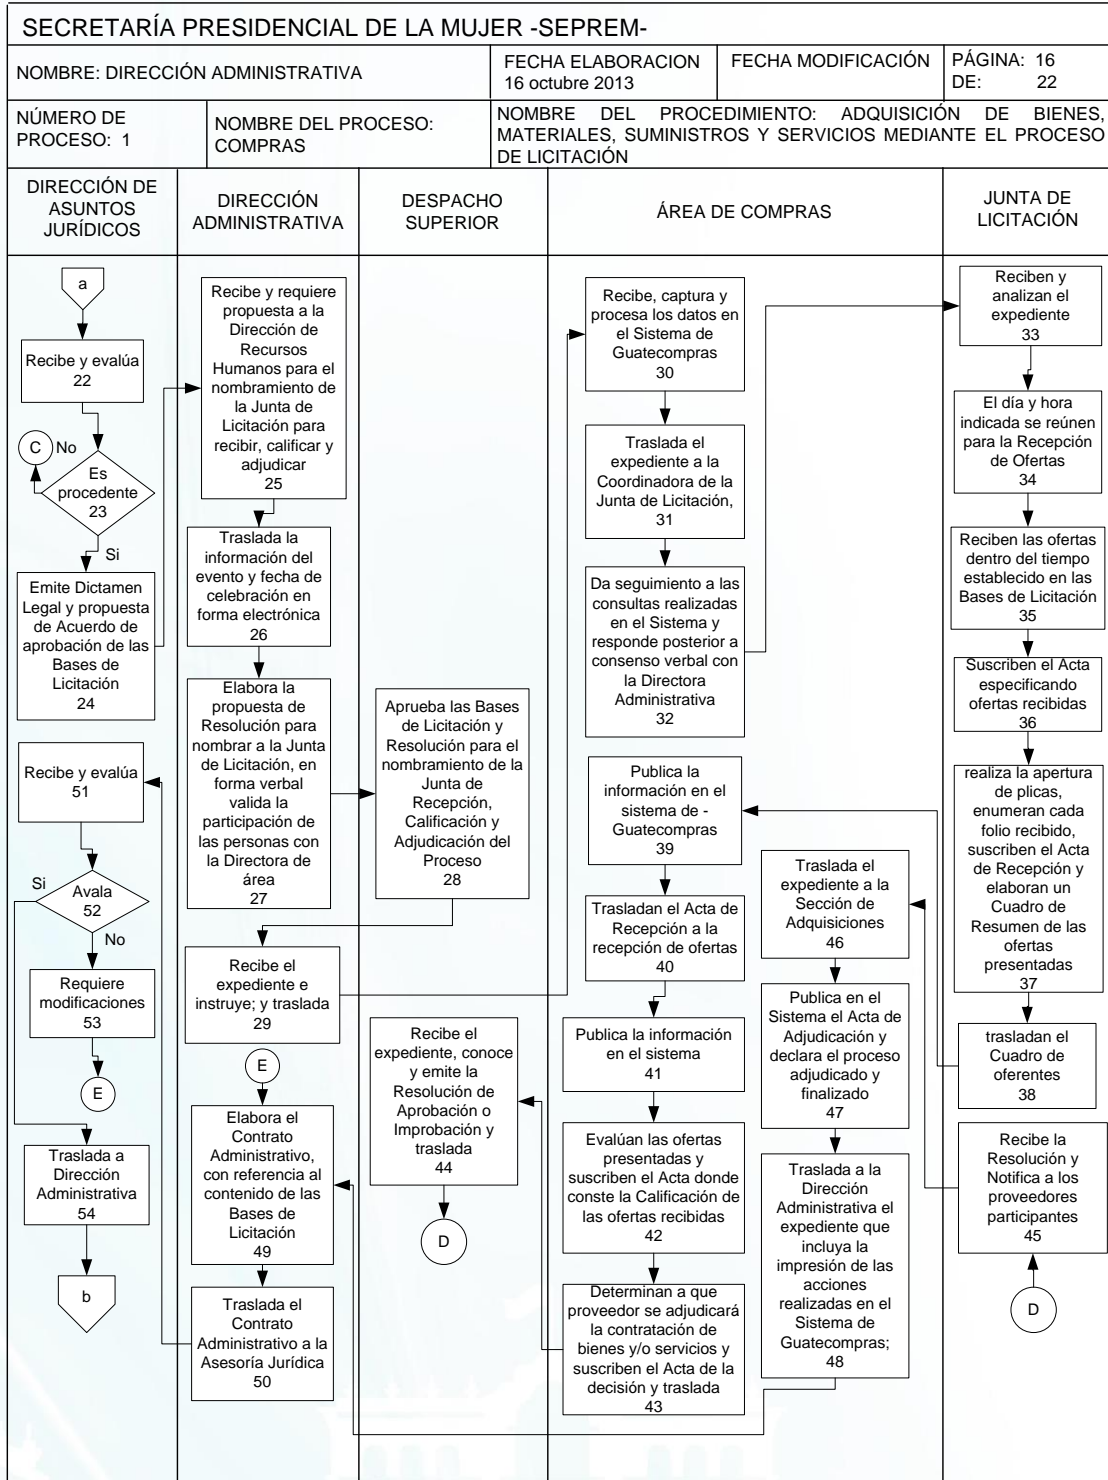 SECRETARÍA PRESIDENCIAL DE LA MUJER -SEPREM-
NOMBRE: DIRECCIÓN ADMINISTRATIVA
FECHA ELABORACION
16 octubre 2013
FECHA MODIFICACIÓN
PÁGINA: 16
DE: 22
NÚMERO DE
PROCESO: 1
NOMBRE DEL PROCESO:
COMPRAS
NOMBRE DEL PROCEDIMIENTO: ADQUISICIÓN DE BIENES,
MATERIALES, SUMINISTROS Y SERVICIOS MEDIANTE EL PROCESO
DE LICITACIÓN
DIRECCIÓN DE
ASUNTOS
JURÍDICOS
DIRECCIÓN
ADMINISTRATIVA
DESPACHO
SUPERIOR
ÁREA DE COMPRAS
JUNTA DE
LICITACIÓN
a
Recibe y evalúa
22
C
No
Es
procedente
23
Si
Emite Dictamen
Legal y propuesta
de Acuerdo de
aprobación de las
Bases de
Licitación
24
Recibe y evalúa
51
Si
Avala
52
No
Requiere
modificaciones
53
E
Traslada a
Dirección
Administrativa
54
b
Recibe y requiere
propuesta a la
Dirección de
Recursos
Humanos para el
nombramiento de
la Junta de
Licitación para
recibir, calificar y
adjudicar
25
Traslada la
información del
evento y fecha de
celebración en
forma electrónica
26
Elabora la
propuesta de
Resolución para
nombrar a la Junta
de Licitación, en
forma verbal
valida la
participación de
las personas con
la Directora de
área
27
Recibe el
expediente e
instruye; y traslada
29
E
Elabora el
Contrato
Administrativo,
con referencia al
contenido de las
Bases de
Licitación
49
Traslada el
Contrato
Administrativo a la
Asesoría Jurídica
50
Aprueba las Bases
de Licitación y
Resolución para el
nombramiento de la
Junta de
Recepción,
Calificación y
Adjudicación del
Proceso
28
Recibe el
expediente, conoce
y emite la
Resolución de
Aprobación o
Improbación y
traslada
44
D
Recibe, captura y
procesa los datos en
el Sistema de
Guatecompras
30
Traslada el
expediente a la
Coordinadora de la
Junta de Licitación,
31
Da seguimiento a las
consultas realizadas
en el Sistema y
responde posterior a
consenso verbal con
la Directora
Administrativa
32
Publica la
información en el
sistema de -
Guatecompras
39
Trasladan el Acta de
Recepción a la
recepción de ofertas
40
Publica la información
en el sistema
41
Evalúan las ofertas
presentadas y
suscriben el Acta donde
conste la Calificación de
las ofertas recibidas
42
Determinan a que
proveedor se adjudicará
la contratación de
bienes y/o servicios y
suscriben el Acta de la
decisión y traslada
43
Traslada el
expediente a la
Sección de
Adquisiciones
46
Publica en el
Sistema el Acta de
Adjudicación y
declara el proceso
adjudicado y
finalizado
47
Traslada a la
Dirección
Administrativa el
expediente que
incluya la
impresión de las
acciones
realizadas en el
Sistema de
Guatecompras;
48
Reciben y
analizan el
expediente
33
El día y hora
indicada se reúnen
para la Recepción
de Ofertas
34
Reciben las ofertas
dentro del tiempo
establecido en las
Bases de Licitación
35
Suscriben el Acta
especificando
ofertas recibidas
36
realiza la apertura
de plicas,
enumeran cada
folio recibido,
suscriben el Acta
de Recepción y
elaboran un
Cuadro de
Resumen de las
ofertas
presentadas
37
trasladan el
Cuadro de
oferentes
38
Recibe la
Resolución y
Notifica a los
proveedores
participantes
45
D